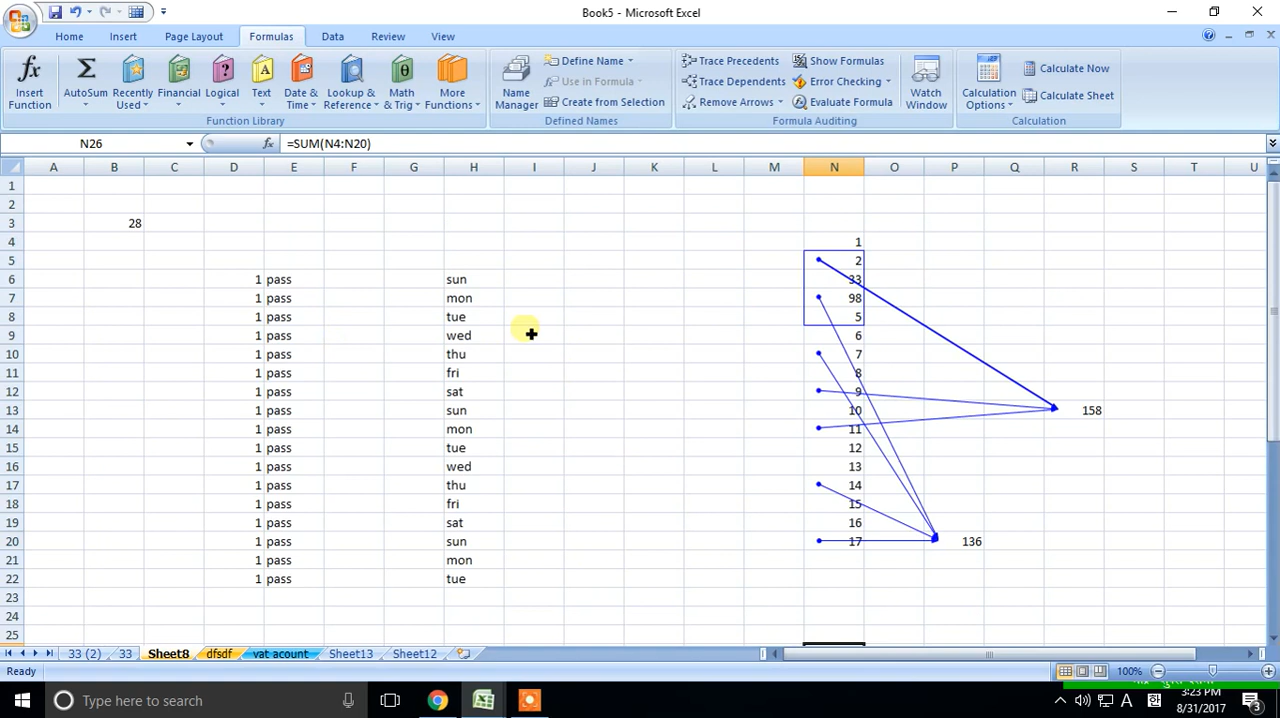 Book5 - Microsoft Excel
Home Insert Page Layout Formulas Data Review View
fx Insert Function
Σ AutoSum
Recently Used
Financial
Logical
Text
Date & Time
Lookup & Reference
Math & Trig
More Functions
Function Library
Name Manager
Define Name
Use in Formula
Create from Selection
Defined Names
Trace Precedents
Trace Dependents
Remove Arrows
Show Formulas
Error Checking
Evaluate Formula
Formula Auditing
Watch Window
Calculation Options
Calculate Now
Calculate Sheet
Calculation
N26 fx =SUM(N4:N20)
A B C D E F G H I J K L M N O P Q R S T U
1
2
3 28
4 1
5 2
6 1 pass sun 33
7 1 pass mon 98
8 1 pass tue 5
9 1 pass wed 6
10 1 pass thu 7
11 1 pass fri 8
12 1 pass sat 9
13 1 pass sun 10 158
14 1 pass mon 11
15 1 pass tue 12
16 1 pass wed 13
17 1 pass thu 14
18 1 pass fri 15
19 1 pass sat 16
20 1 pass sun 17 136
21 1 pass mon
22 1 pass tue
23
24
25
33 (2) 33 Sheet8 dfsdf vat acount Sheet13 Sheet12
Ready 100%
Type here to search
A 한 3:23 PM
8/31/2017 3